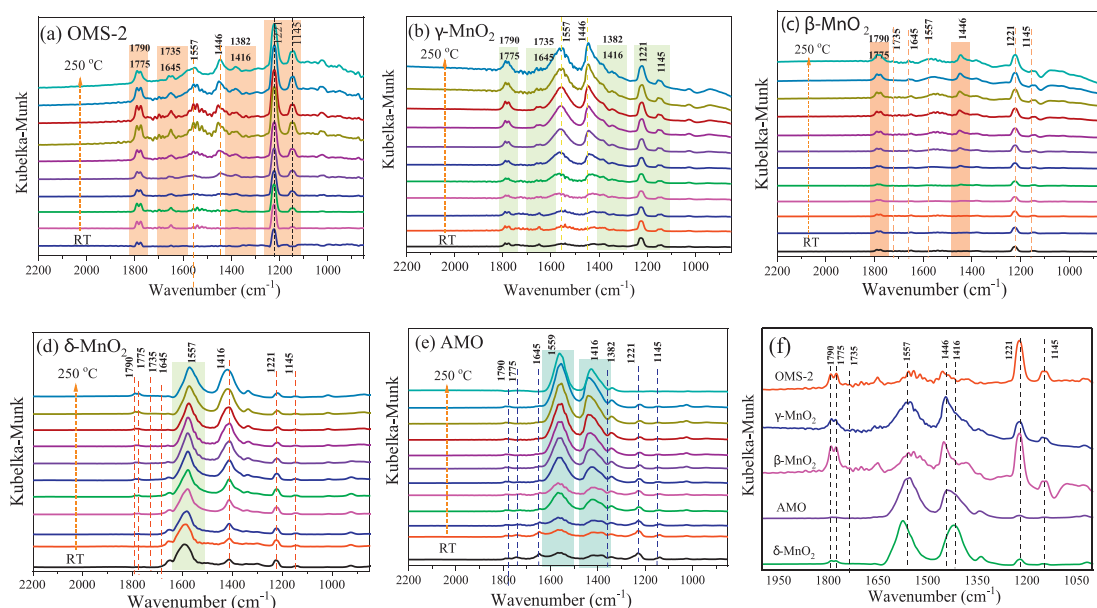 (a) OMS-2
1790
1775
1735
1645
1557
1446
1382
1416
1221
1145
250 °C
RT
Kubelka-Munk
2200 2000 1800 1600 1400 1200 1000
Wavenumber (cm-1)
(b) γ-MnO2
1790
1775
1735
1645
1557
1446
1382
1416
1221
1145
250 °C
RT
Kubelka-Munk
2200 2000 1800 1600 1400 1200 1000
Wavenumber (cm-1)
(c) β-MnO2
1790
1775
1735
1645
1557
1446
1221
1145
250 °C
RT
Kubelka-Munk
2200 2000 1800 1600 1400 1200 1000
Wavenumber (cm-1)
(d) δ-MnO2
1790
1775
1735
1645
1557
1416
1221
1145
250 °C
RT
Kubelka-Munk
2200 2000 1800 1600 1400 1200 1000
Wavenumber (cm-1)
(e) AMO
1790
1775
1645
1559
1416
1382
1221
1145
250 °C
RT
Kubelka-Munk
2200 2000 1800 1600 1400 1200 1000
Wavenumber (cm-1)
(f)
1790
1775
1735
1557
1446
1416
1221
1145
OMS-2
γ-MnO2
β-MnO2
AMO
δ-MnO2
Kubelka-Munk
1950 1800 1650 1500 1350 1200 1050
Wavenumber (cm-1)